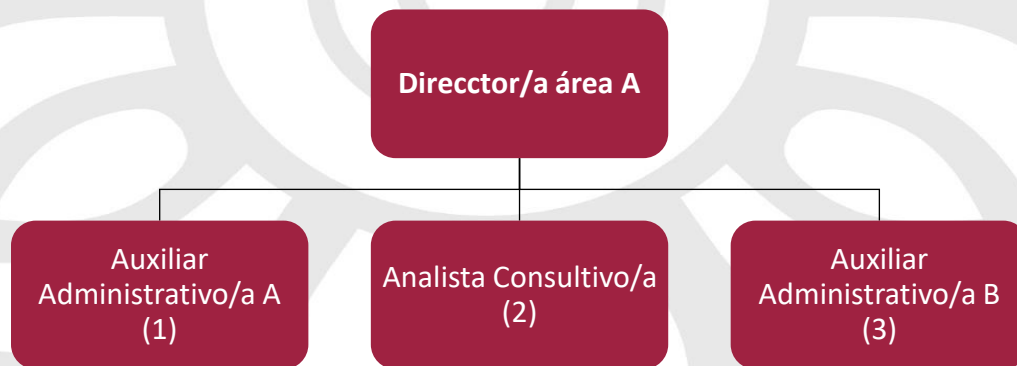 Direcctor/a área A
Auxiliar
Administrativo/a A
(1)
Analista Consultivo/a
(2)
Auxiliar
Administrativo/a B
(3)